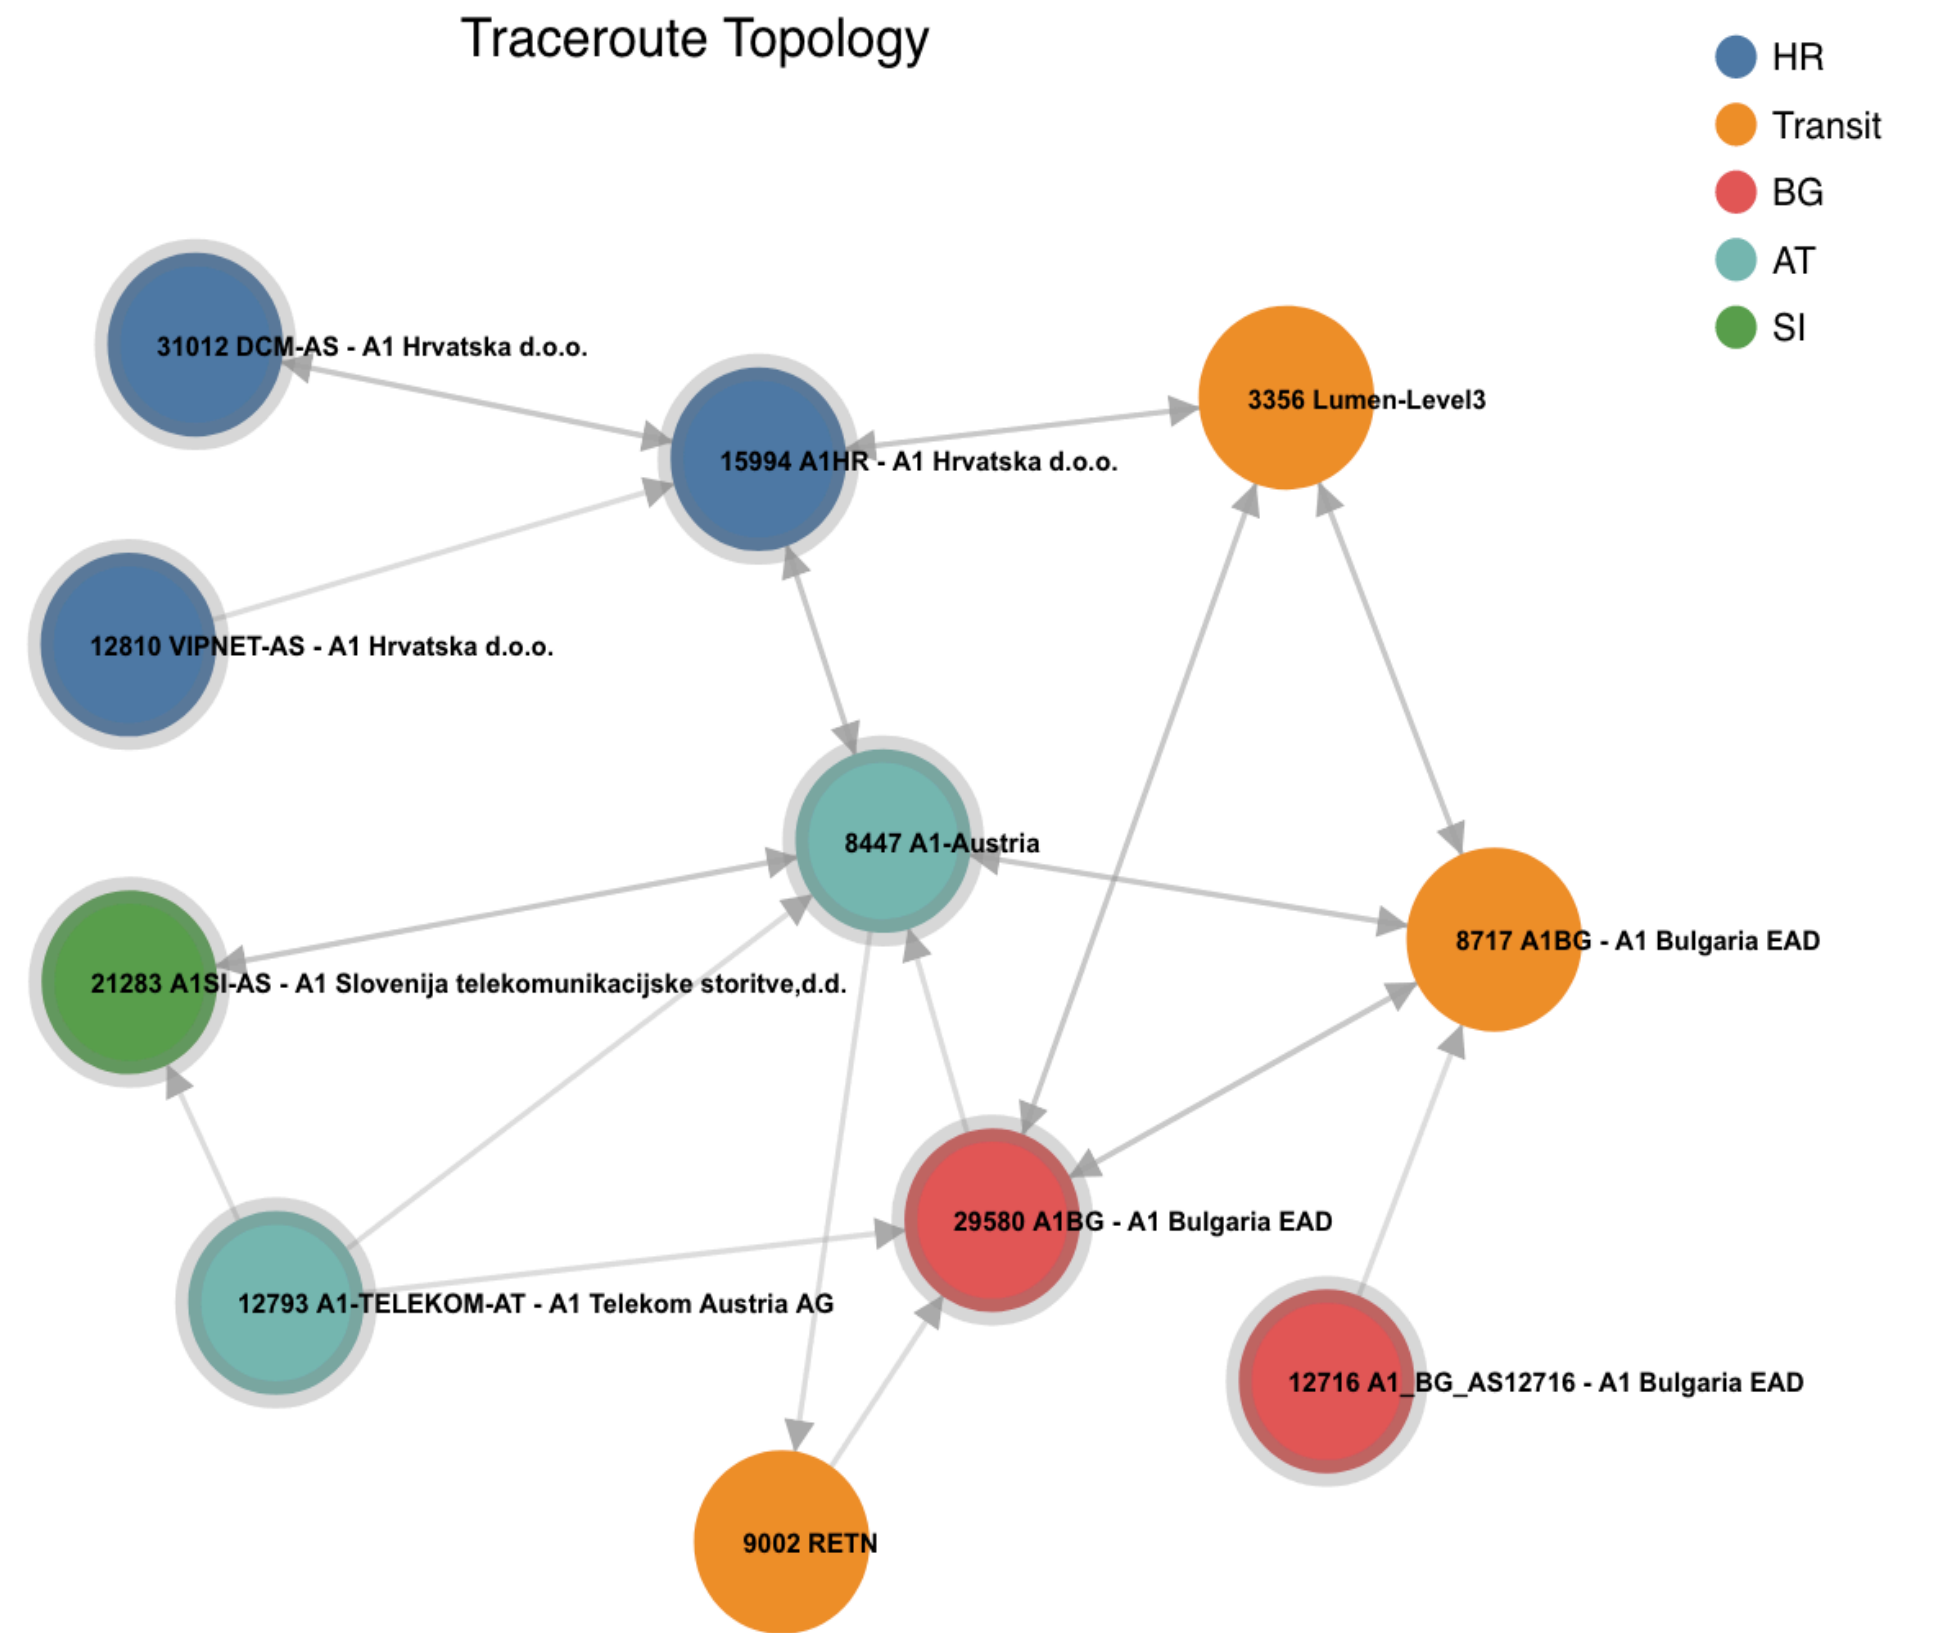 Traceroute Topology
HR
Transit
BG
AT
SI
31012 DCM-AS - A1 Hrvatska d.o.o.
3356 Lumen-Level3
15994 A1HR - A1 Hrvatska d.o.o.
12810 VIPNET-AS - A1 Hrvatska d.o.o.
8447 A1-Austria
8717 A1BG - A1 Bulgaria EAD
21283 A1SI-AS - A1 Slovenija telekomunikacijske storitve,d.d.
29580 A1BG - A1 Bulgaria EAD
12793 A1-TELEKOM-AT - A1 Telekom Austria AG
12716 A1_BG_AS12716 - A1 Bulgaria EAD
9002 RETN